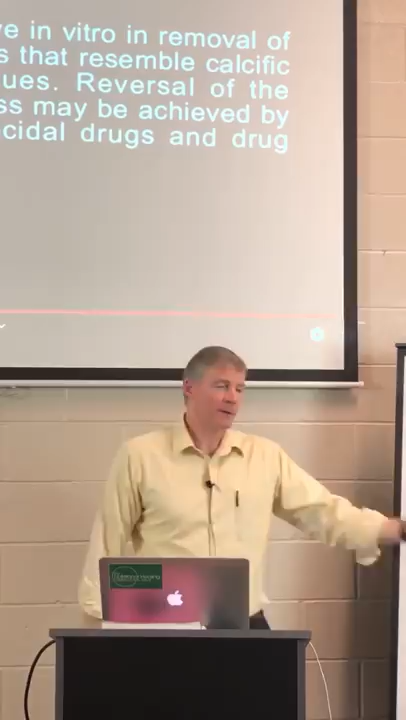 e in vitro in removal of
s that resemble calcific
ues. Reversal of the
ss may be achieved by
cidal drugs and drug